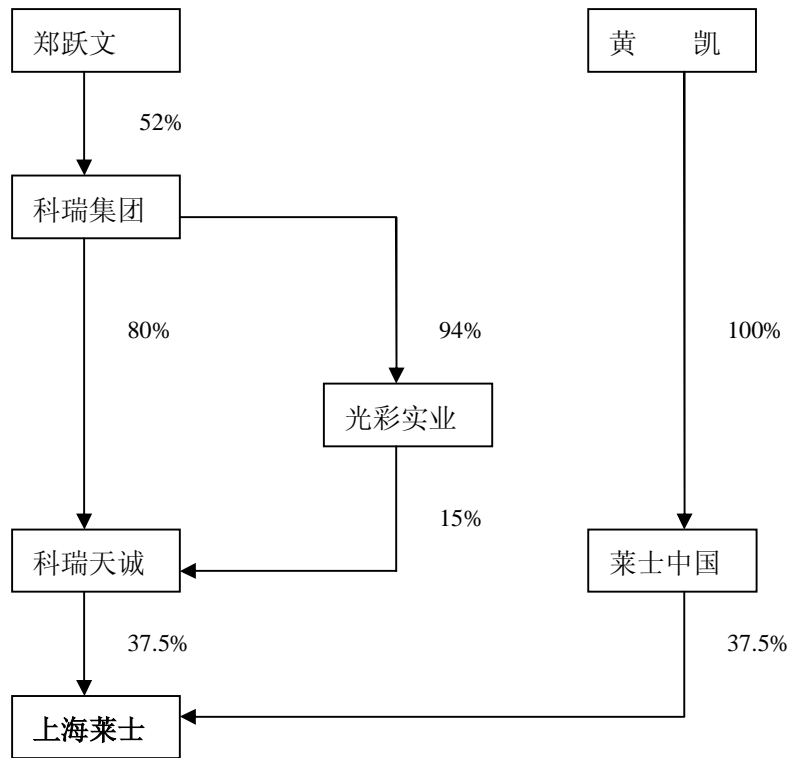 郑跃文
黄 凯
52%
科瑞集团
80%
94%
100%
光彩实业
15%
科瑞天诚
莱士中国
37.5%
37.5%
上海莱士